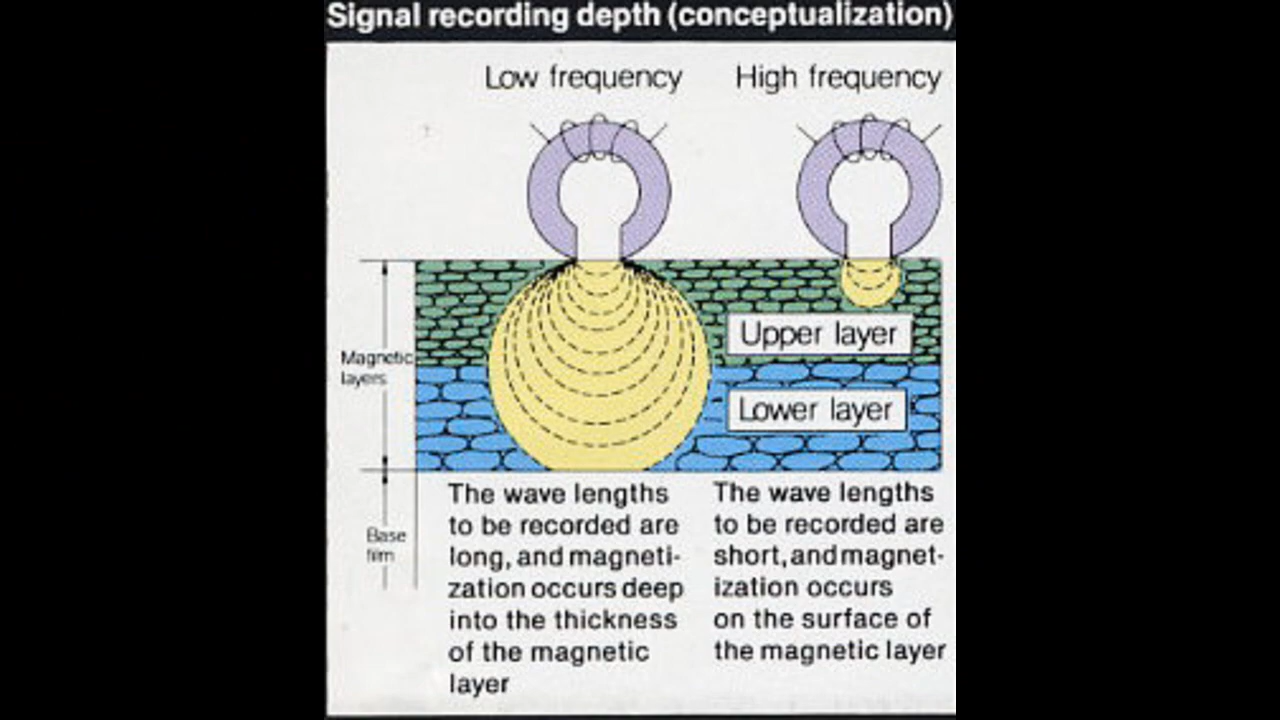 Signal recording depth (conceptualization)
Low frequency
High frequency
Magnetic
layers
Upper layer
Lower layer
Base
film
The wave lengths
to be recorded are
long, and magneti-
zation occurs deep
into the thickness
of the magnetic
layer
The wave lengths
to be recorded are
short, and magnet-
ization occurs
on the surface of
the magnetic layer